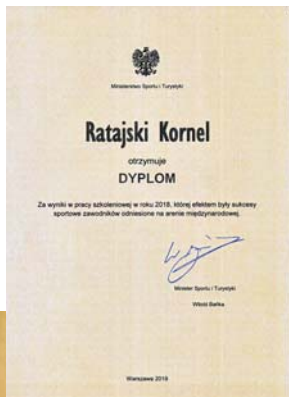 Ministerstwo Sportu i Turystyki
Ratajski Kornel
otrzymuje
DYPLOM
Za wyniki w pracy szkoleniowej w roku 2018, której efektem były sukcesy
sportowe zawodników odniesione na arenie międzynarodowej.
Minister Sportu i Turystyki
Witold Bańka
Warszawa 2019